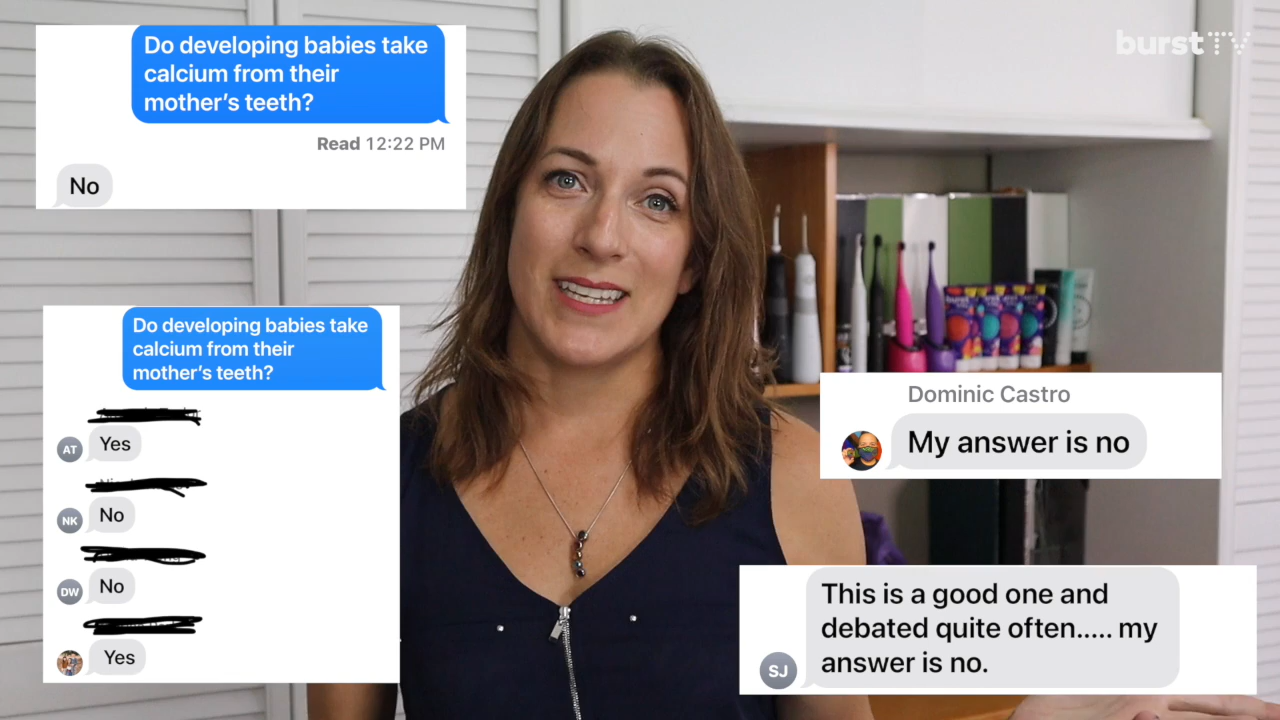 burst TV
Do developing babies take
calcium from their
mother's teeth?
Read 12:22 PM
No
Do developing babies take
calcium from their
mother's teeth?
AT
Yes
NK
No
DW
No
Yes
burst
Dominic Castro
My answer is no
This is a good one and
debated quite often..... my
answer is no.
SJ